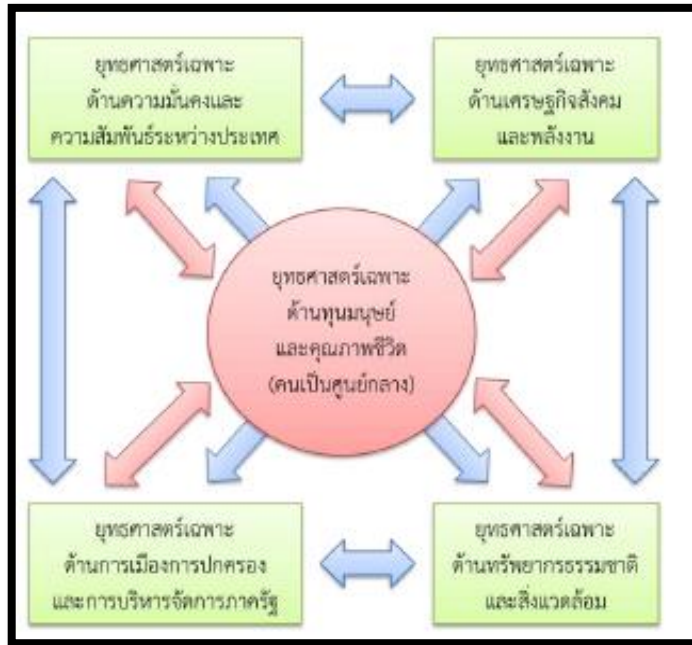 ยุทธศาสตร์เฉพาะ
ด้านความมั่นคงและ
ความสัมพันธ์ระหว่างประเทศ
ยุทธศาสตร์เฉพาะ
ด้านเศรษฐกิจสังคม
และพลังงาน
ยุทธศาสตร์เฉพาะ
ด้านทุนมนุษย์
และคุณภาพชีวิต
(คนเป็นศูนย์กลาง)
ยุทธศาสตร์เฉพาะ
ด้านการเมืองการปกครอง
และการบริหารจัดการภาครัฐ
ยุทธศาสตร์เฉพาะ
ด้านทรัพยากรธรรมชาติ
และสิ่งแวดล้อม